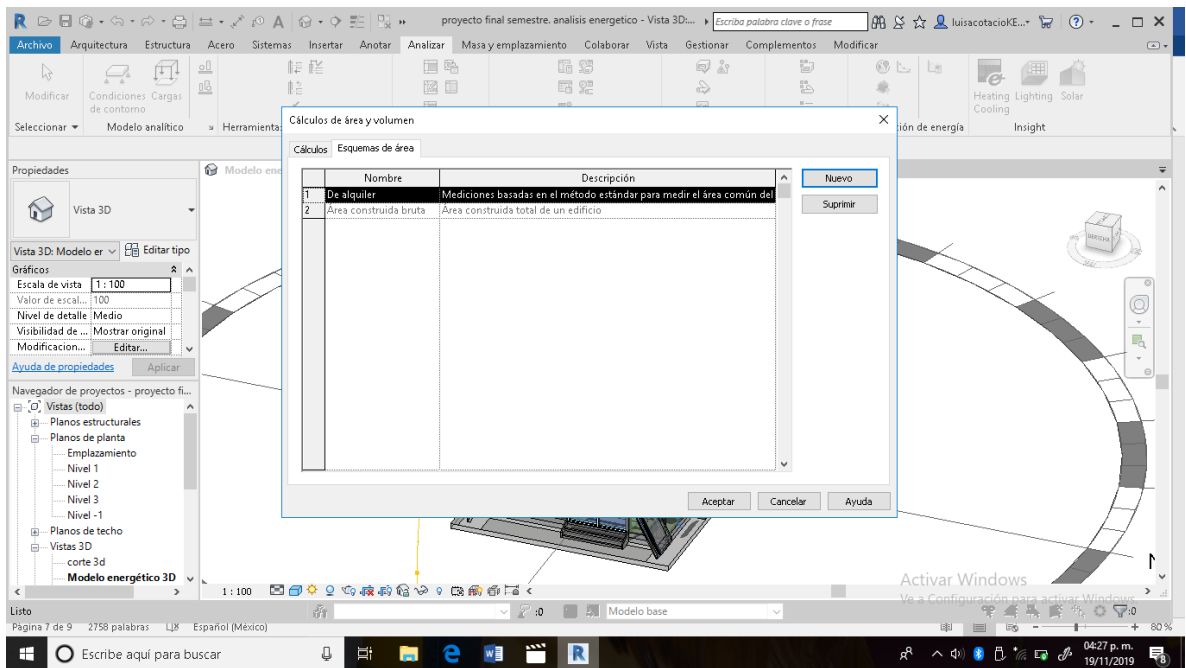 proyecto final semestre. analisis energetico - Vista 3D:...
Escriba palabra clave o frase
luisacotacioKE...
Archivo Arquitectura Estructura Acero Sistemas Insertar Anotar Analizar Masa y emplazamiento Colaborar Vista Gestionar Complementos Modificar
Modificar
Condiciones de contorno
Cargas
Heating Cooling
Lighting
Solar
Seleccionar
Modelo analítico
Herramienta
ión de energía
Insight
Propiedades
Modelo ene
Vista 3D
Vista 3D: Modelo er
Editar tipo
Gráficos
Escala de vista 1 : 100
Valor de escal... 100
Nivel de detalle Medio
Visibilidad de ... Mostrar original
Modificacion... Editar...
Ayuda de propiedades
Aplicar
Navegador de proyectos - proyecto fi...
Vistas (todo)
Planos estructurales
Planos de planta
Emplazamiento
Nivel 1
Nivel 2
Nivel 3
Nivel -1
Planos de techo
Vistas 3D
corte 3d
Modelo energético 3D
Cálculos de área y volumen
Cálculos
Esquemas de área
Nombre Descripción
1 De alquiler Mediciones basadas en el método estándar para medir el área común del
2 Área construida bruta Área construida total de un edificio
Nuevo
Suprimir
Aceptar
Cancelar
Ayuda
N
1 : 100
Activar Windows
Ve a Configuración para activar Windows.
Listo
:0
Modelo base
:0
Página 7 de 9 2758 palabras Español (México)
80 %
Escribe aquí para buscar
04:27 p. m.
19/11/2019